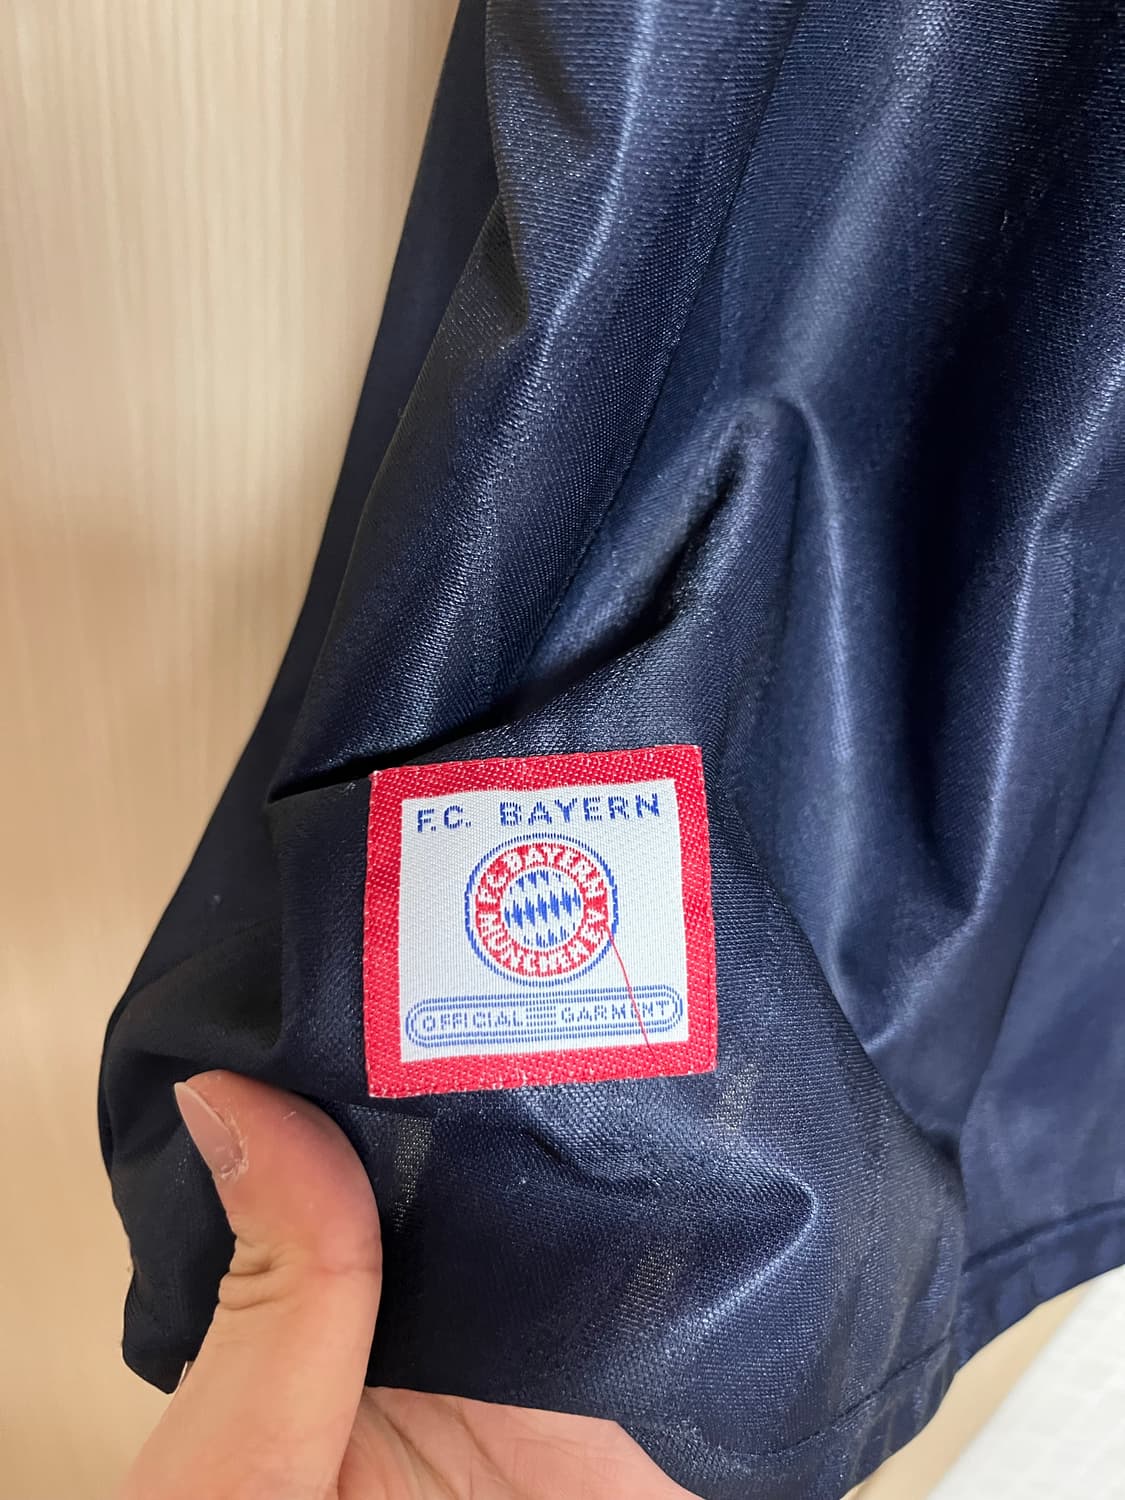 F.C. BAYERN
F.C. BAYERN
MÜNCHEN
OFFICIAL GARMENT